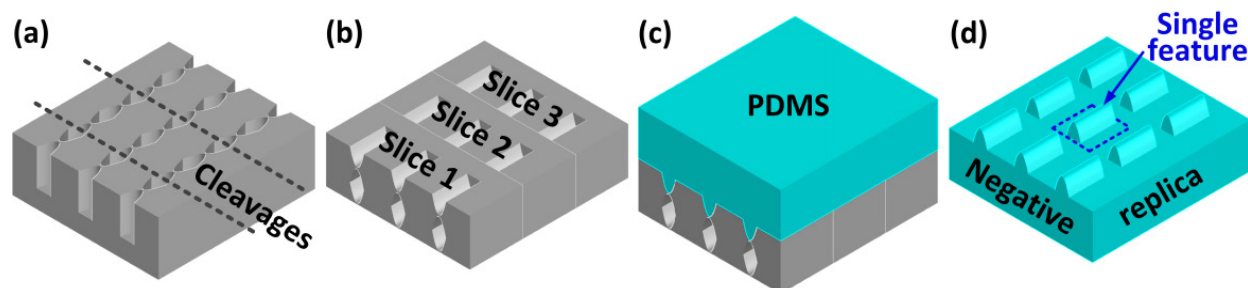 (a)
Cleavages
(b)
Slice 3
Slice 2
Slice 1
(c)
PDMS
(d)
Single
feature
Negative
replica